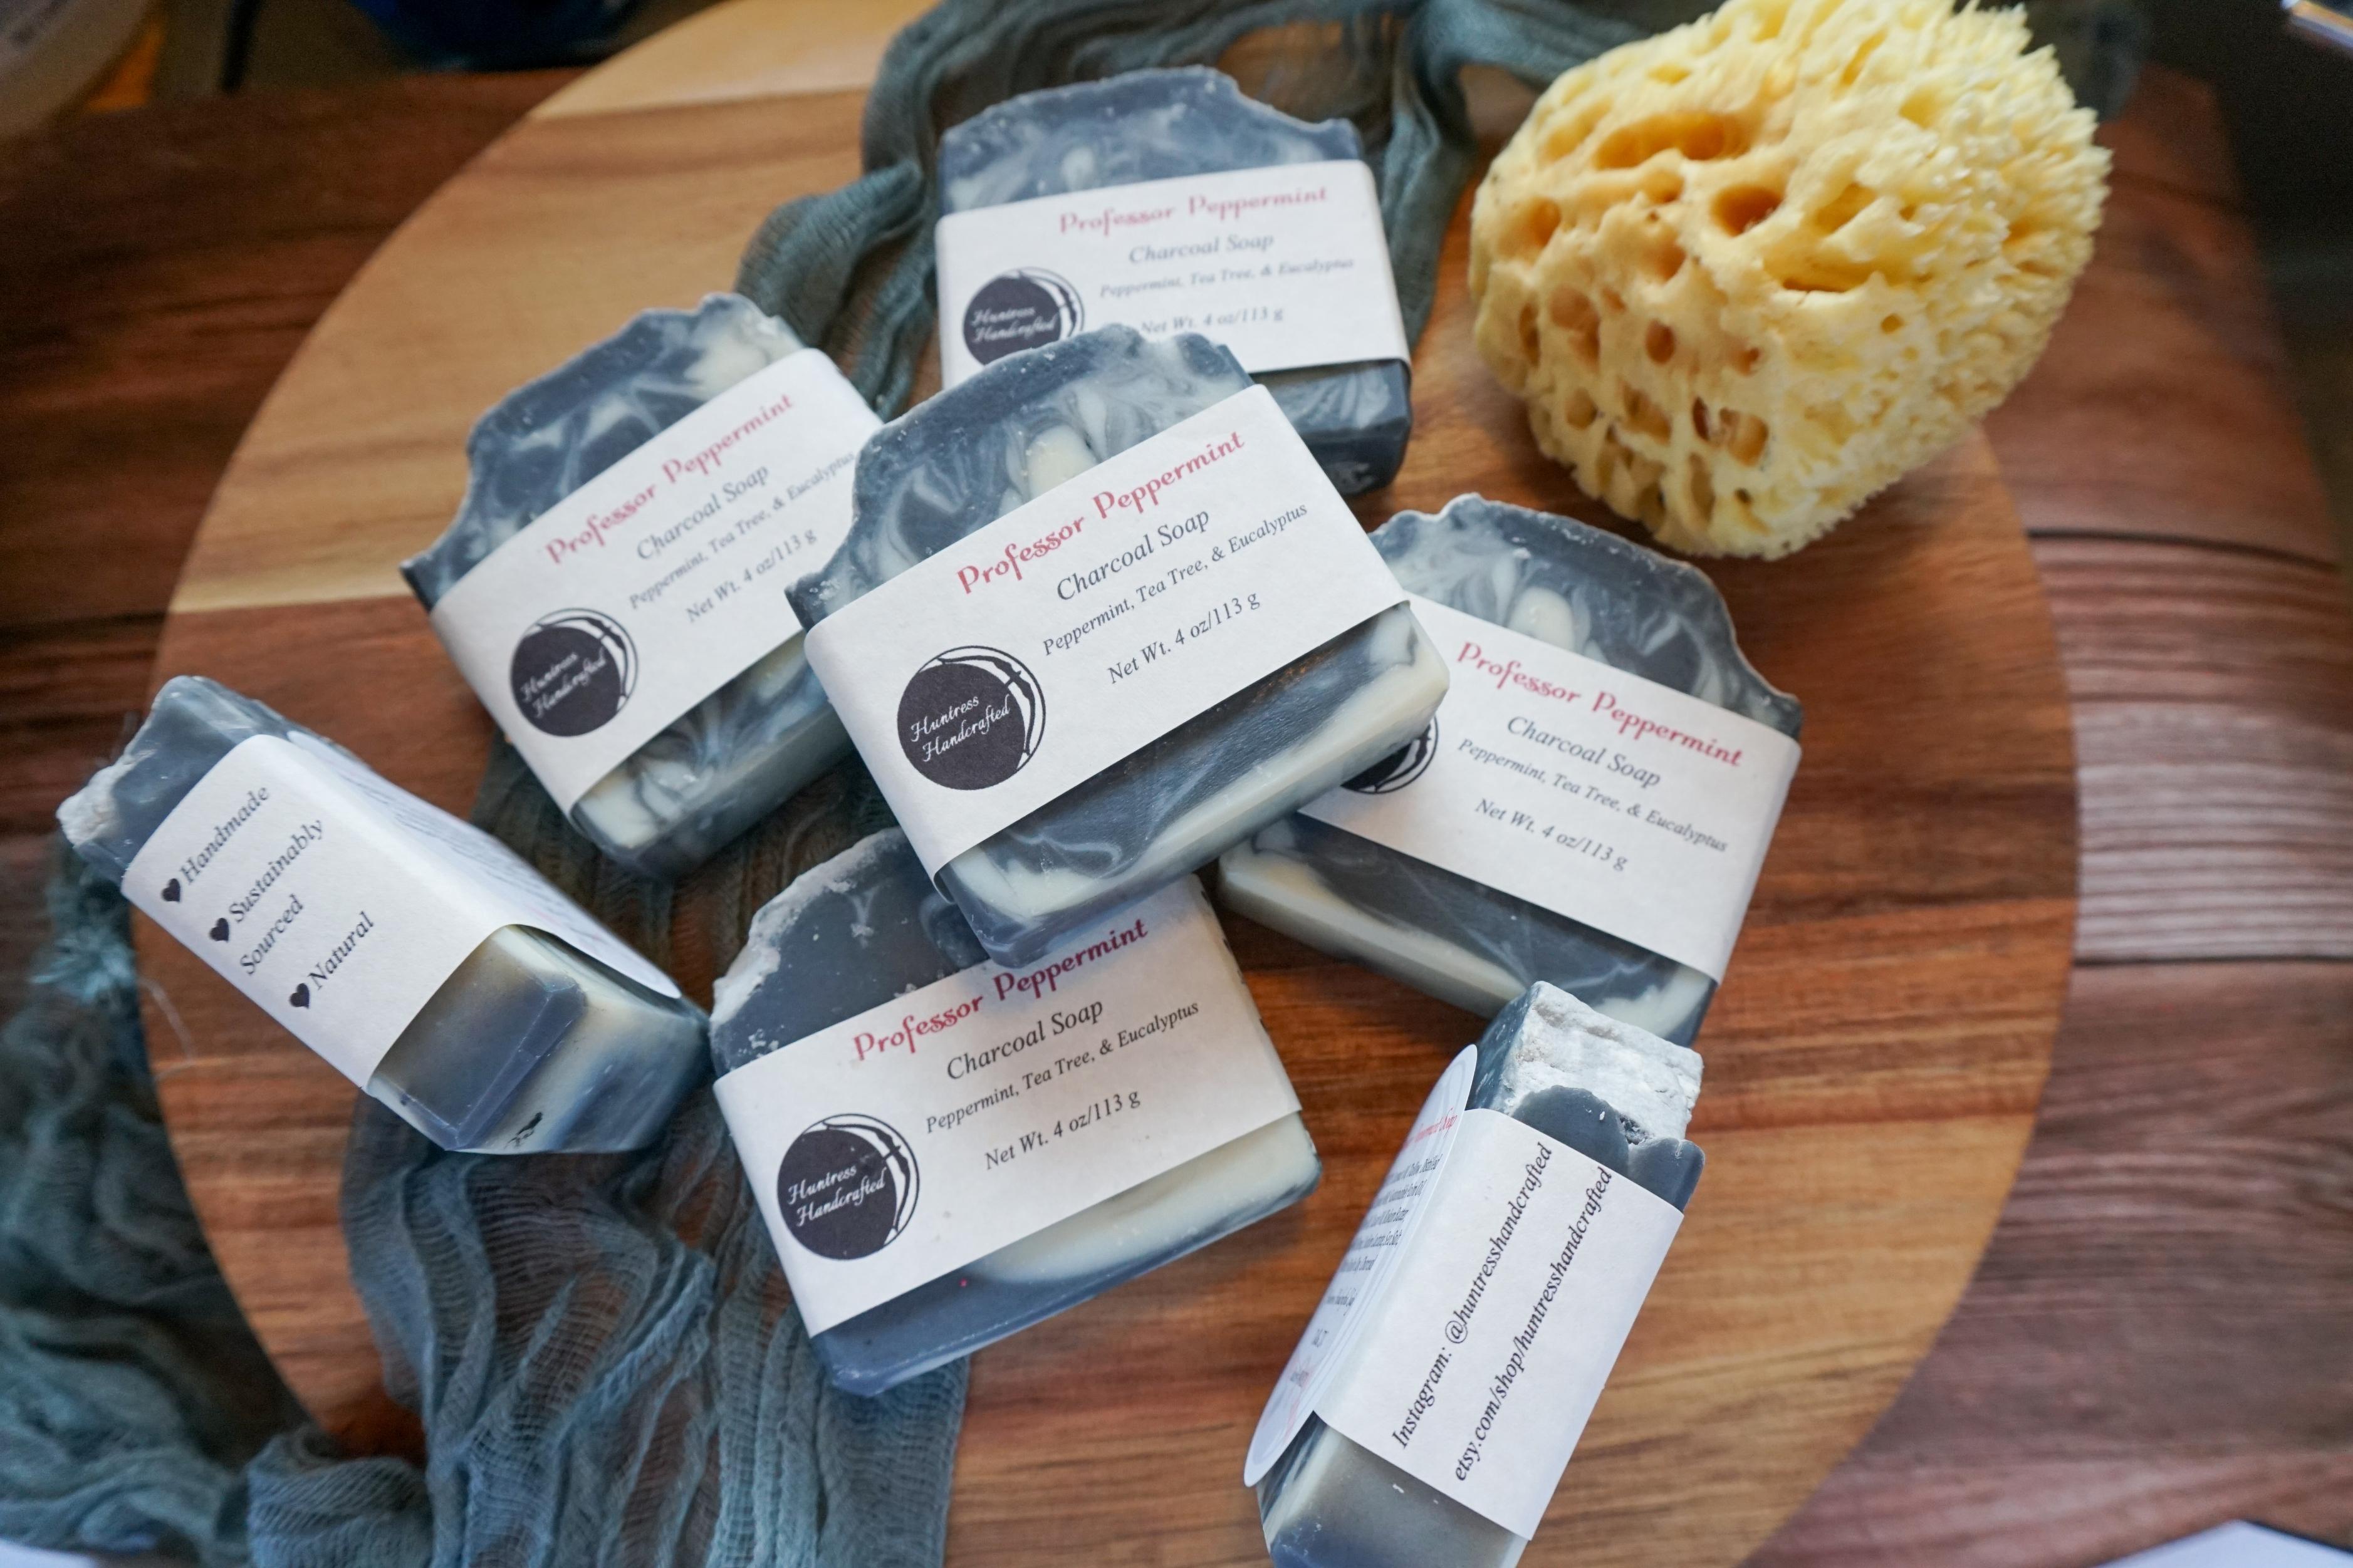 Professor Peppermint
Charcoal Soap
Peppermint, Tea Tree, & Eucalyptus
Net Wt. 4 oz/113 g
Huntress
Handcrafted
Professor Peppermint
Charcoal Soap
Peppermint, Tea Tree, & Eucalyptus
Net Wt. 4 oz/113 g
Huntress
Handcrafted
Professor Peppermint
Charcoal Soap
Peppermint, Tea Tree, & Eucalyptus
Net Wt. 4 oz/113 g
Huntress
Handcrafted
Professor Peppermint
Charcoal Soap
Peppermint, Tea Tree, & Eucalyptus
Net Wt. 4 oz/113 g
Handmade
Sustainably
Sourced
Natural
Professor Peppermint
Charcoal Soap
Peppermint, Tea Tree, & Eucalyptus
Net Wt. 4 oz/113 g
Huntress
Handcrafted
Instagram: @huntresshandcrafted
etsy.com/shop/huntresshandcrafted